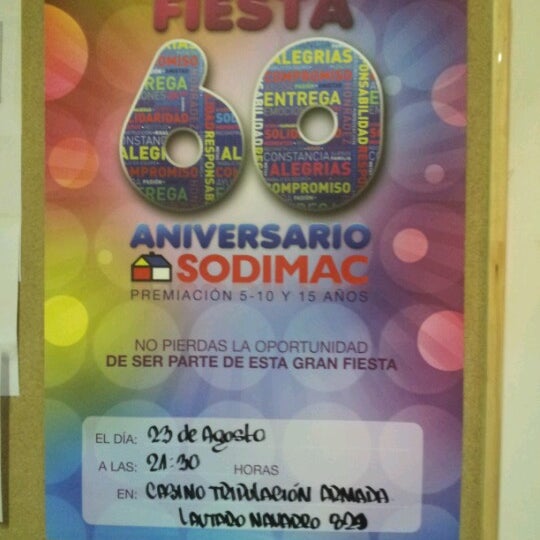 FIESTA
60
ANIVERSARIO
SODIMAC
PREMIACIÓN 5-10 Y 15 AÑOS
NO PIERDAS LA OPORTUNIDAD
DE SER PARTE DE ESTA GRAN FIESTA
EL DÍA: 23 de Agosto
A LAS: 21:30 HORAS
EN: CASINO TRIPULACIÓN ARMADA
LAUTARO NAVARRO 829